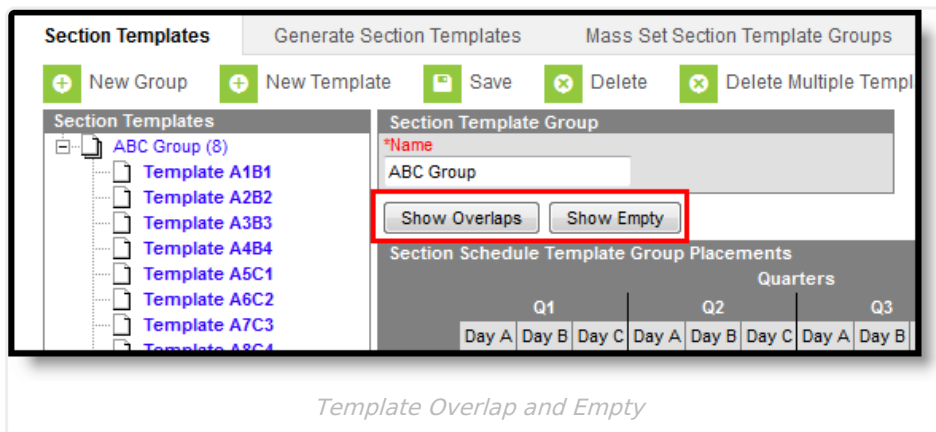 Section Templates Generate Section Templates Mass Set Section Template Groups
New Group New Template Save Delete Delete Multiple Templ
Section Templates
ABC Group (8)
Template A1B1
Template A2B2
Template A3B3
Template A4B4
Template A5C1
Template A6C2
Template A7C3
Template A8C4
Section Template Group
*Name
ABC Group
Show Overlaps Show Empty
Section Schedule Template Group Placements
Quarters
Q1 Q2 Q3
Day A Day B Day C Day A Day B Day C Day A Day B
Template Overlap and Empty